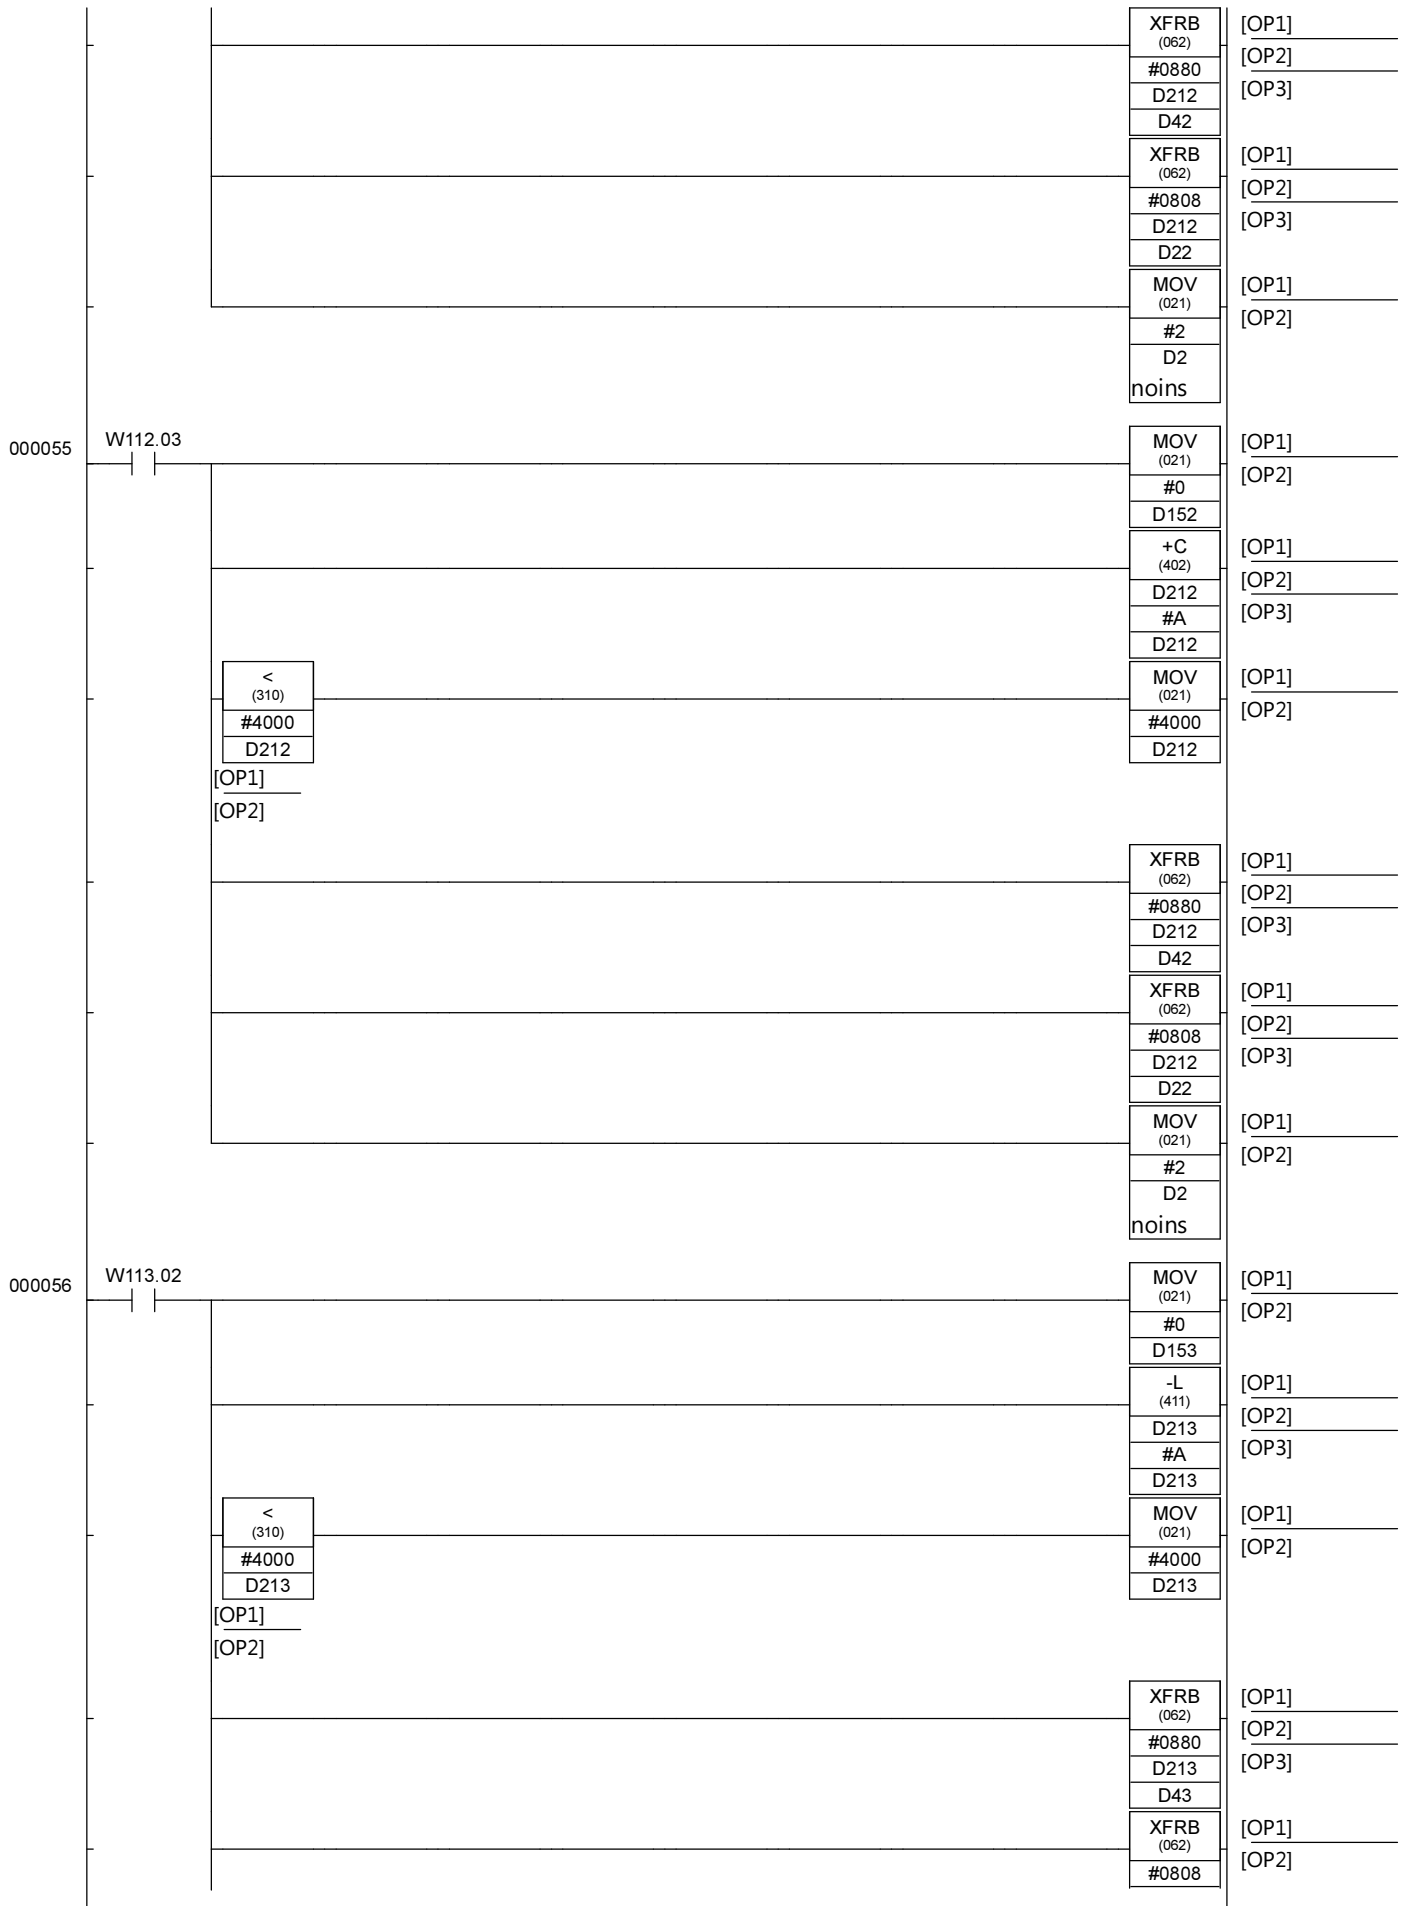 XFRB [OP1]
(062) [OP2]
#0880 [OP3]
D212
D42
XFRB [OP1]
(062) [OP2]
#0808 [OP3]
D212
D22
MOV [OP1]
(021) [OP2]
#2
D2
noins
000055 W112.03 MOV [OP1]
(021) [OP2]
#0
D152
+C [OP1]
(402) [OP2]
D212 [OP3]
#A
D212
< MOV [OP1]
(310) (021) [OP2]
#4000 #4000
D212 D212
[OP1]
[OP2]
XFRB [OP1]
(062) [OP2]
#0880 [OP3]
D212
D42
XFRB [OP1]
(062) [OP2]
#0808 [OP3]
D212
D22
MOV [OP1]
(021) [OP2]
#2
D2
noins
000056 W113.02 MOV [OP1]
(021) [OP2]
#0
D153
-L [OP1]
(411) [OP2]
D213 [OP3]
#A
D213
< MOV [OP1]
(310) (021) [OP2]
#4000 #4000
D213 D213
[OP1]
[OP2]
XFRB [OP1]
(062) [OP2]
#0880 [OP3]
D213
D43
XFRB [OP1]
(062) [OP2]
#0808